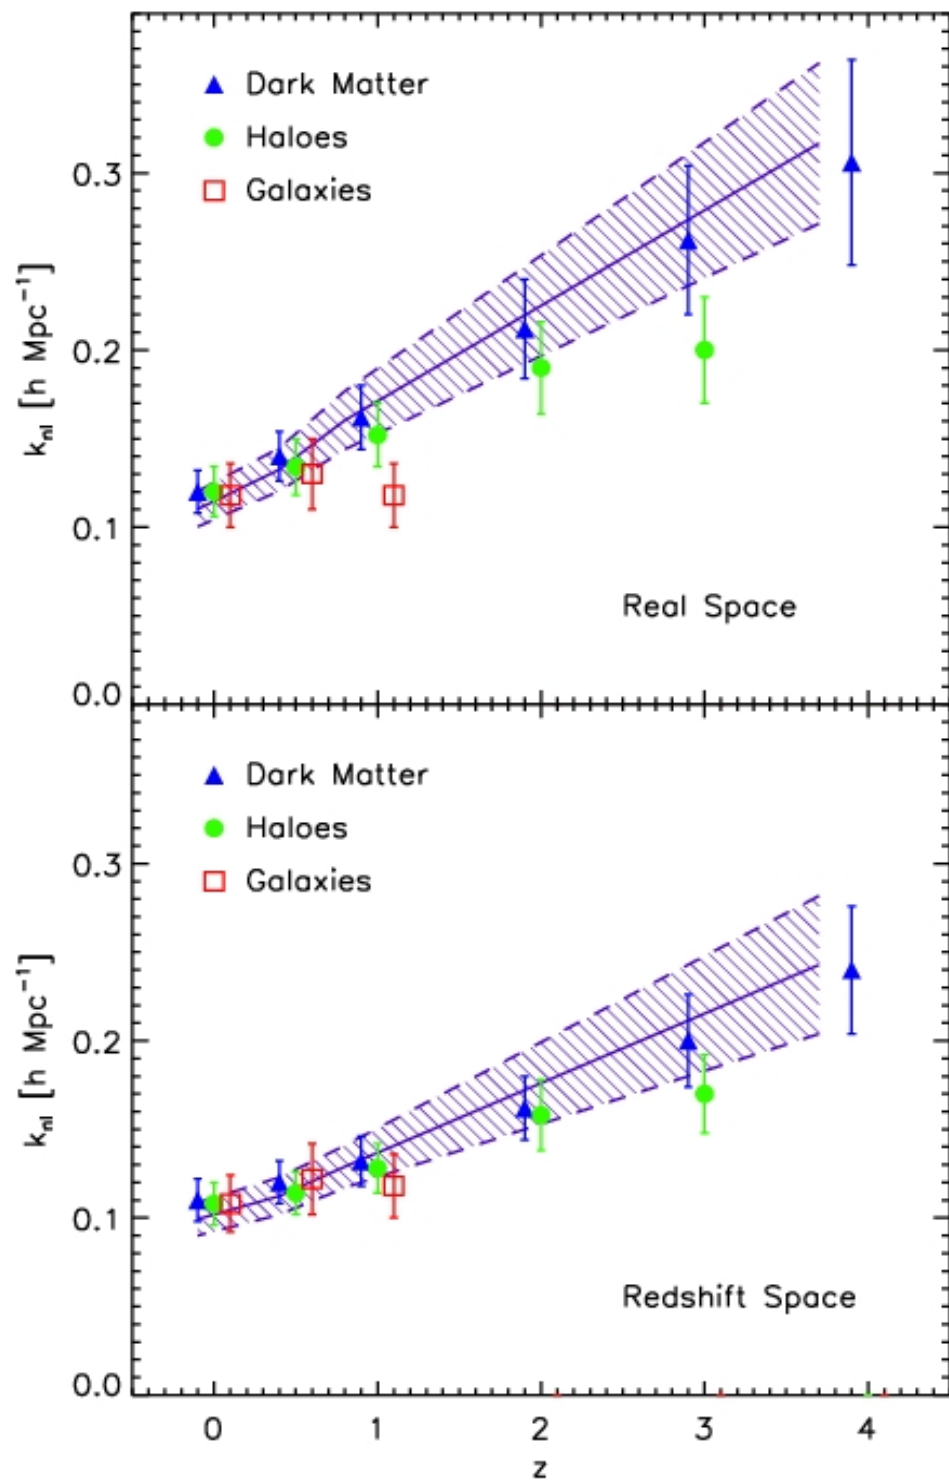 Dark Matter
Haloes
Galaxies
0.3
0.2
0.1
0.0
k_nl [h Mpc⁻¹]
Real Space
Dark Matter
Haloes
Galaxies
0.3
0.2
0.1
0.0
k_nl [h Mpc⁻¹]
Redshift Space
0 1 2 3 4
z